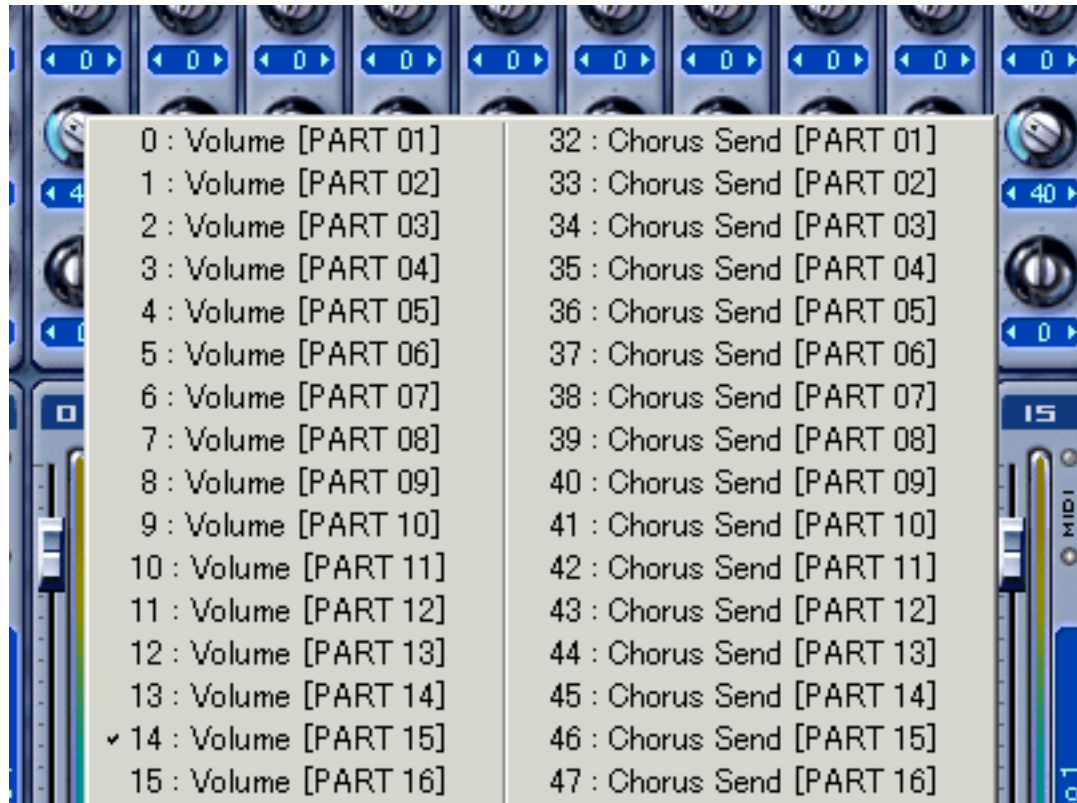 0 0 0 0 0 0 0 0 0 0
0 : Volume [PART 01]
1 : Volume [PART 02]
2 : Volume [PART 03]
3 : Volume [PART 04]
4 : Volume [PART 05]
5 : Volume [PART 06]
6 : Volume [PART 07]
7 : Volume [PART 08]
8 : Volume [PART 09]
9 : Volume [PART 10]
10 : Volume [PART 11]
11 : Volume [PART 12]
12 : Volume [PART 13]
13 : Volume [PART 14]
14 : Volume [PART 15]
15 : Volume [PART 16]
32 : Chorus Send [PART 01]
33 : Chorus Send [PART 02]
34 : Chorus Send [PART 03]
35 : Chorus Send [PART 04]
36 : Chorus Send [PART 05]
37 : Chorus Send [PART 06]
38 : Chorus Send [PART 07]
39 : Chorus Send [PART 08]
40 : Chorus Send [PART 09]
41 : Chorus Send [PART 10]
42 : Chorus Send [PART 11]
43 : Chorus Send [PART 12]
44 : Chorus Send [PART 13]
45 : Chorus Send [PART 14]
46 : Chorus Send [PART 15]
47 : Chorus Send [PART 16]
40
0
15
MIDI